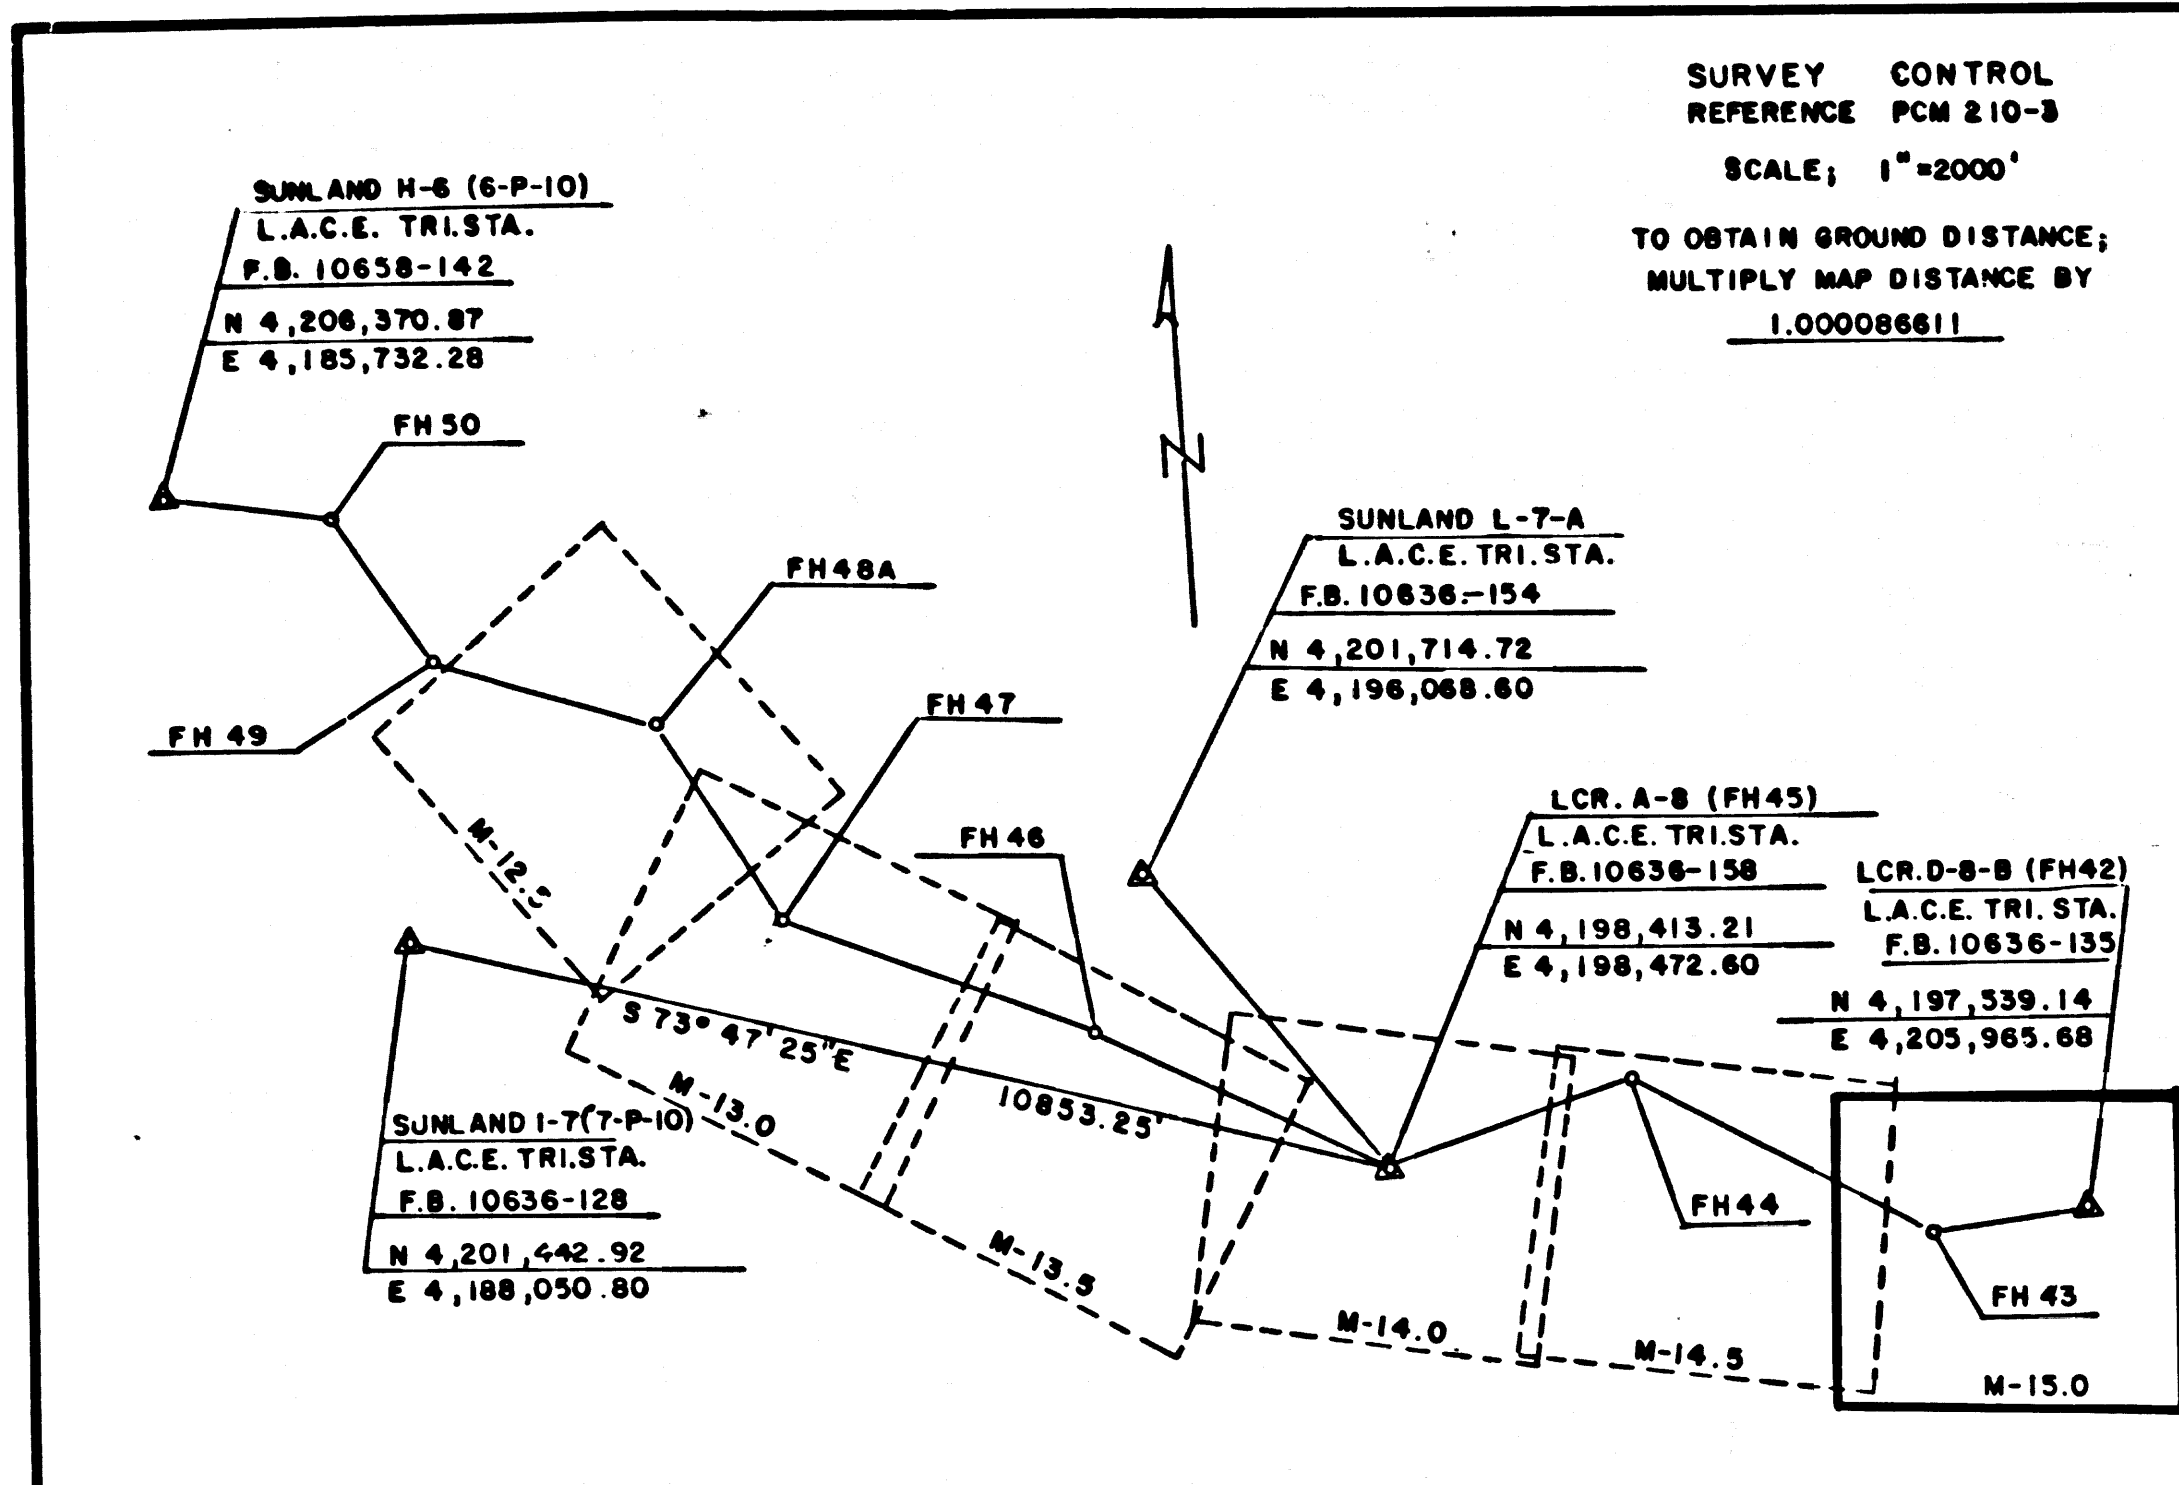 SURVEY CONTROL
REFERENCE PCM 210-3
SCALE; 1"=2000'
TO OBTAIN GROUND DISTANCE;
MULTIPLY MAP DISTANCE BY
1.000086611
SUNLAND H-6 (6-P-10)
L.A.C.E. TRI.STA.
F.B. 10658-142
N 4,206,370.87
E 4,185,732.28
FH 50
FH48A
FH 49
FH 47
FH 46
SUNLAND L-7-A
L.A.C.E. TRI.STA.
F.B. 10636-154
N 4,201,714.72
E 4,196,068.60
LCR. A-8 (FH45)
L.A.C.E. TRI.STA.
F.B. 10636-158
N 4,198,413.21
E 4,198,472.60
LCR.D-8-B (FH42)
L.A.C.E. TRI. STA.
F.B. 10636-135
N 4,197,539.14
E 4,205,965.68
M-12.5
S 73° 47' 25"E
10853.25'
M-13.0
SUNLAND I-7(7-P-10)
L.A.C.E. TRI.STA.
F.B. 10636-128
N 4,201,442.92
E 4,188,050.80
M-13.5
FH44
FH 43
M-14.0
M-14.5
M-15.0
N